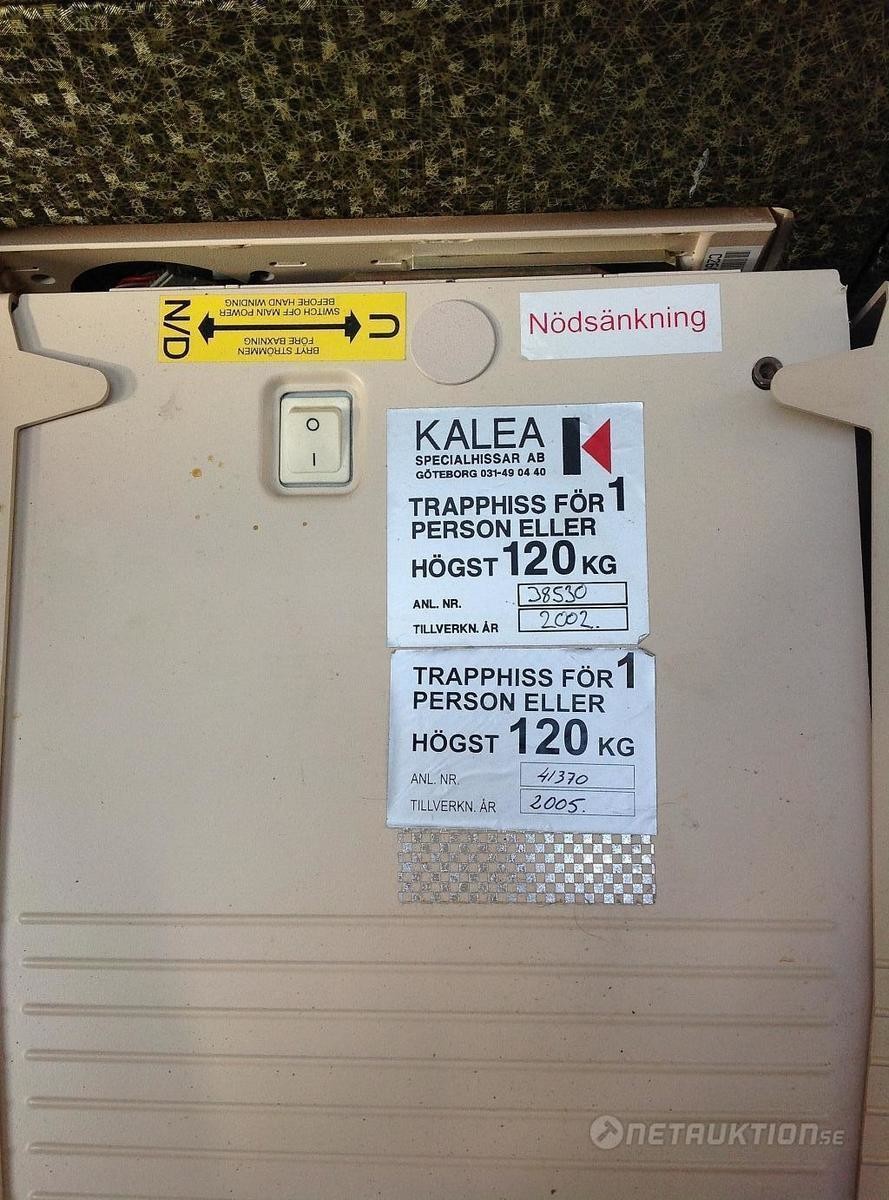 N/D
BRYT STRÖMMEN
FÖRE BAXNING
SWITCH OFF MAIN POWER
BEFORE HAND WINDING
U
Nödsänkning
O
I
KALEA
SPECIALHISSAR AB
GÖTEBORG 031-49 04 40
TRAPPHISS FÖR 1
PERSON ELLER
HÖGST 120 KG
ANL. NR. 38530
TILLVERKN. ÅR 2002.
TRAPPHISS FÖR 1
PERSON ELLER
HÖGST 120 KG
ANL. NR. 41370
TILLVERKN. ÅR 2005.
NETAUKTION.SE